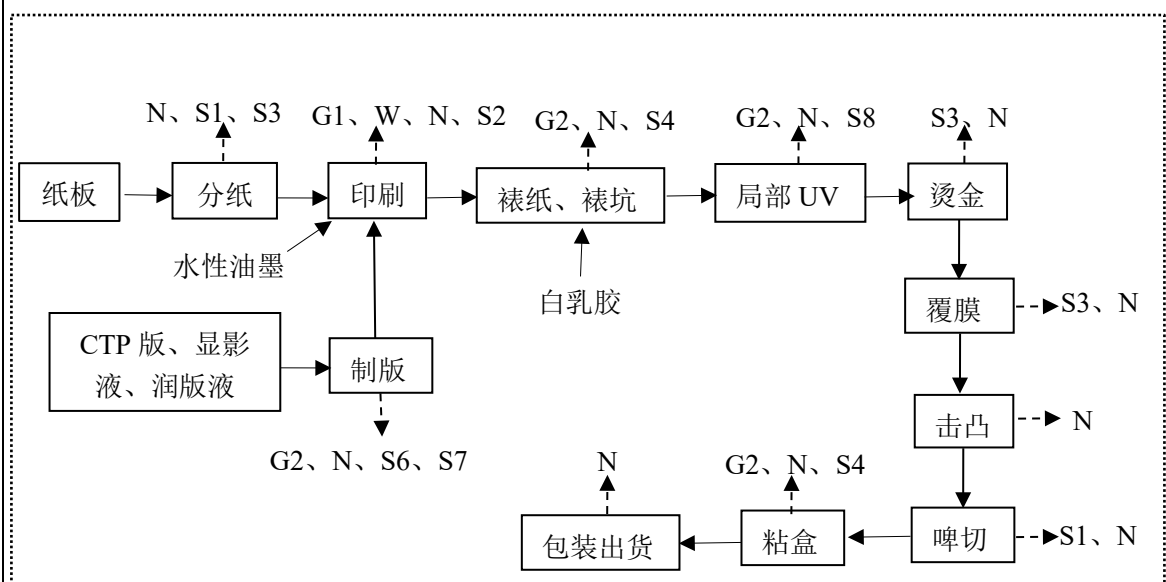 N、S1、S3
G1、W、N、S2
G2、N、S4
G2、N、S8
S3、N
纸板
分纸
印刷
裱纸、裱坑
局部 UV
烫金
水性油墨
白乳胶
覆膜
S3、N
CTP 版、显影
液、润版液
制版
击凸
N
G2、N、S6、S7
N
G2、N、S4
包装出货
粘盒
啤切
S1、N